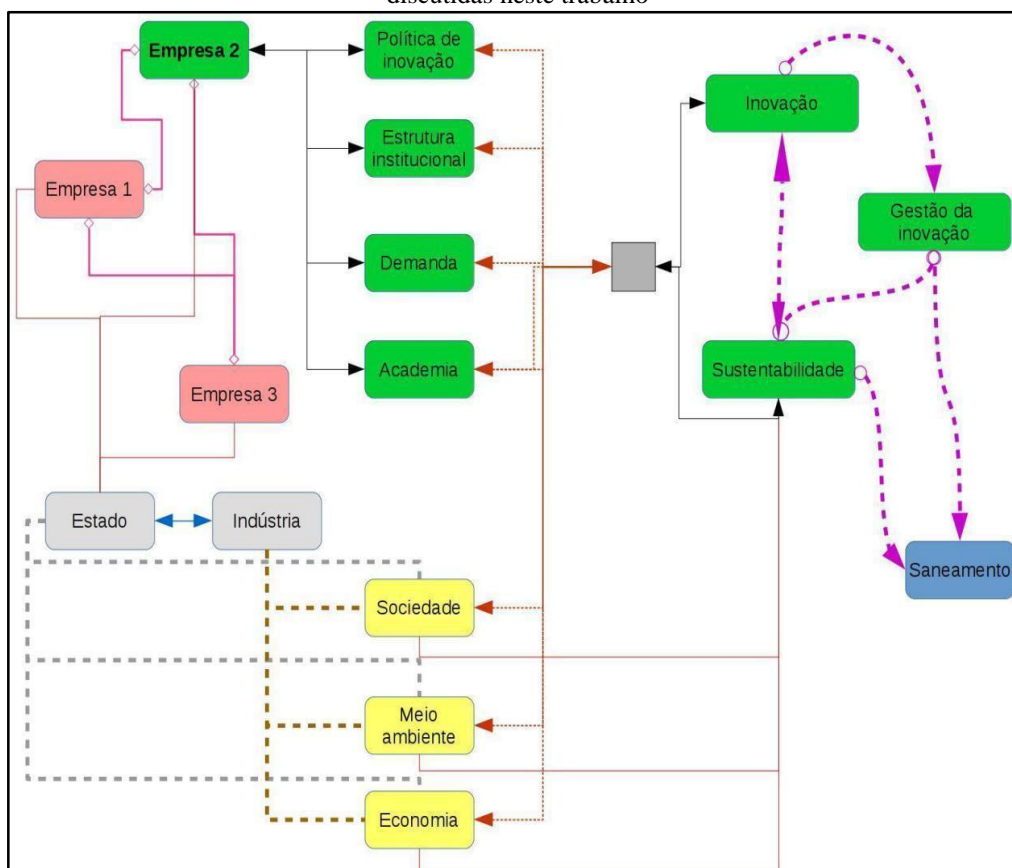 discutidas neste trabalho
Empresa 2
Política de
inovação
Inovação
Estrutura
institucional
Empresa 1
Gestão da
inovação
Demanda
Academia
Sustentabilidade
Empresa 3
Estado
Indústria
Saneamento
Sociedade
Meio
ambiente
Economia